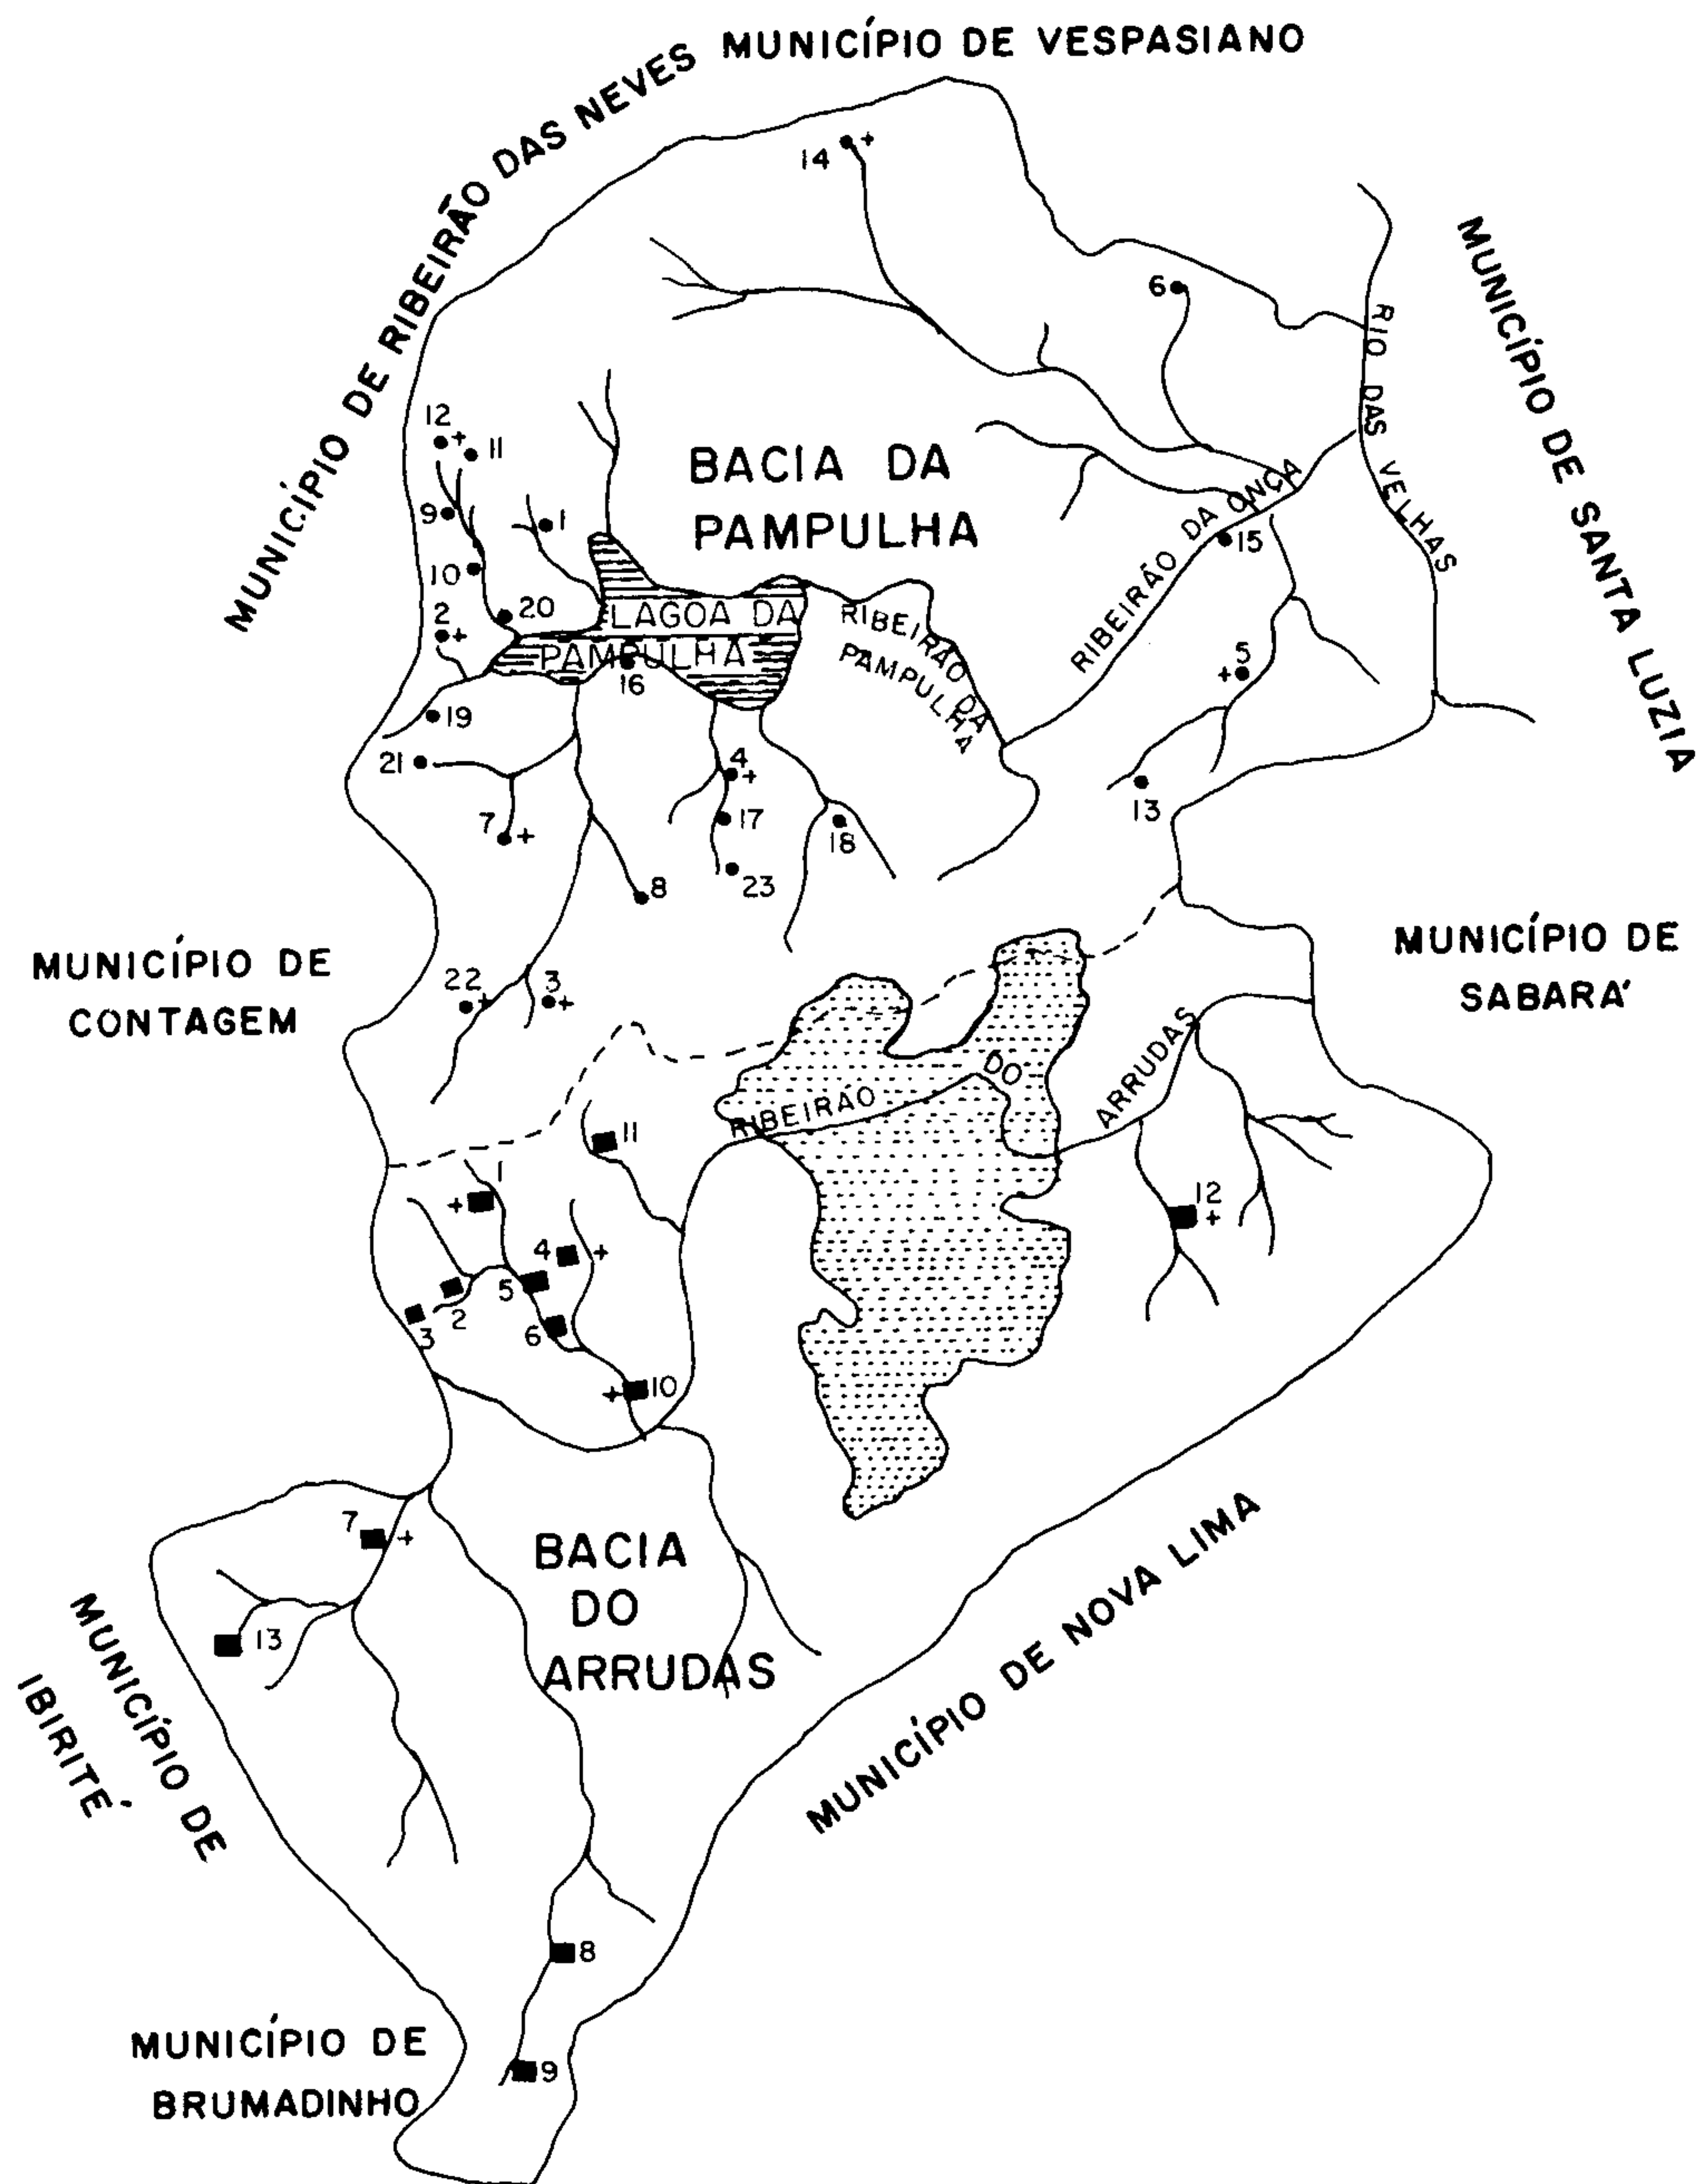 MUNICÍPIO DE VESPASIANO
MUNICÍPIO DE RIBEIRÃO DAS NEVES
14 +
MUNICÍPIO DE SANTA LUZIA
6
RIO DAS VELHAS
12 +
11
BACIA DA
PAMPULHA
9
1
RIBEIRÃO DA ONÇA
15
10
20
LAGOA DA
PAMPULHA
RIBEIRÃO DA
PAMPULHA
2 +
16
5
+
19
21
4
+
13
7 +
17
18
23
8
MUNICÍPIO DE
CONTAGEM
MUNICÍPIO DE
SABARÁ
22
+
3
+
RIBEIRÃO DO ARRUDAS
11
1
+
12
+
4 +
5
2
3
6
+ 10
7
+
BACIA
DO
ARRUDAS
13
MUNICÍPIO DE
IBIRITÉ
MUNICÍPIO DE NOVA LIMA
8
MUNICÍPIO DE
BRUMADINHO
9